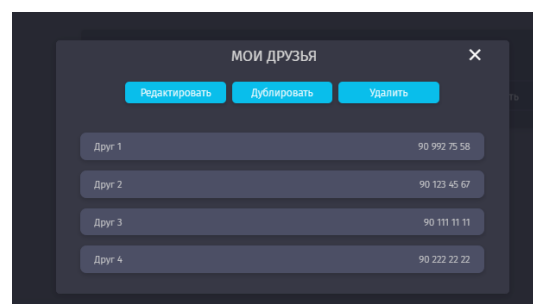 МОИ ДРУЗЬЯ
Редактировать Дублировать Удалить
Друг 1 90 992 75 58
Друг 2 90 123 45 67
Друг 3 90 111 11 11
Друг 4 90 222 22 22